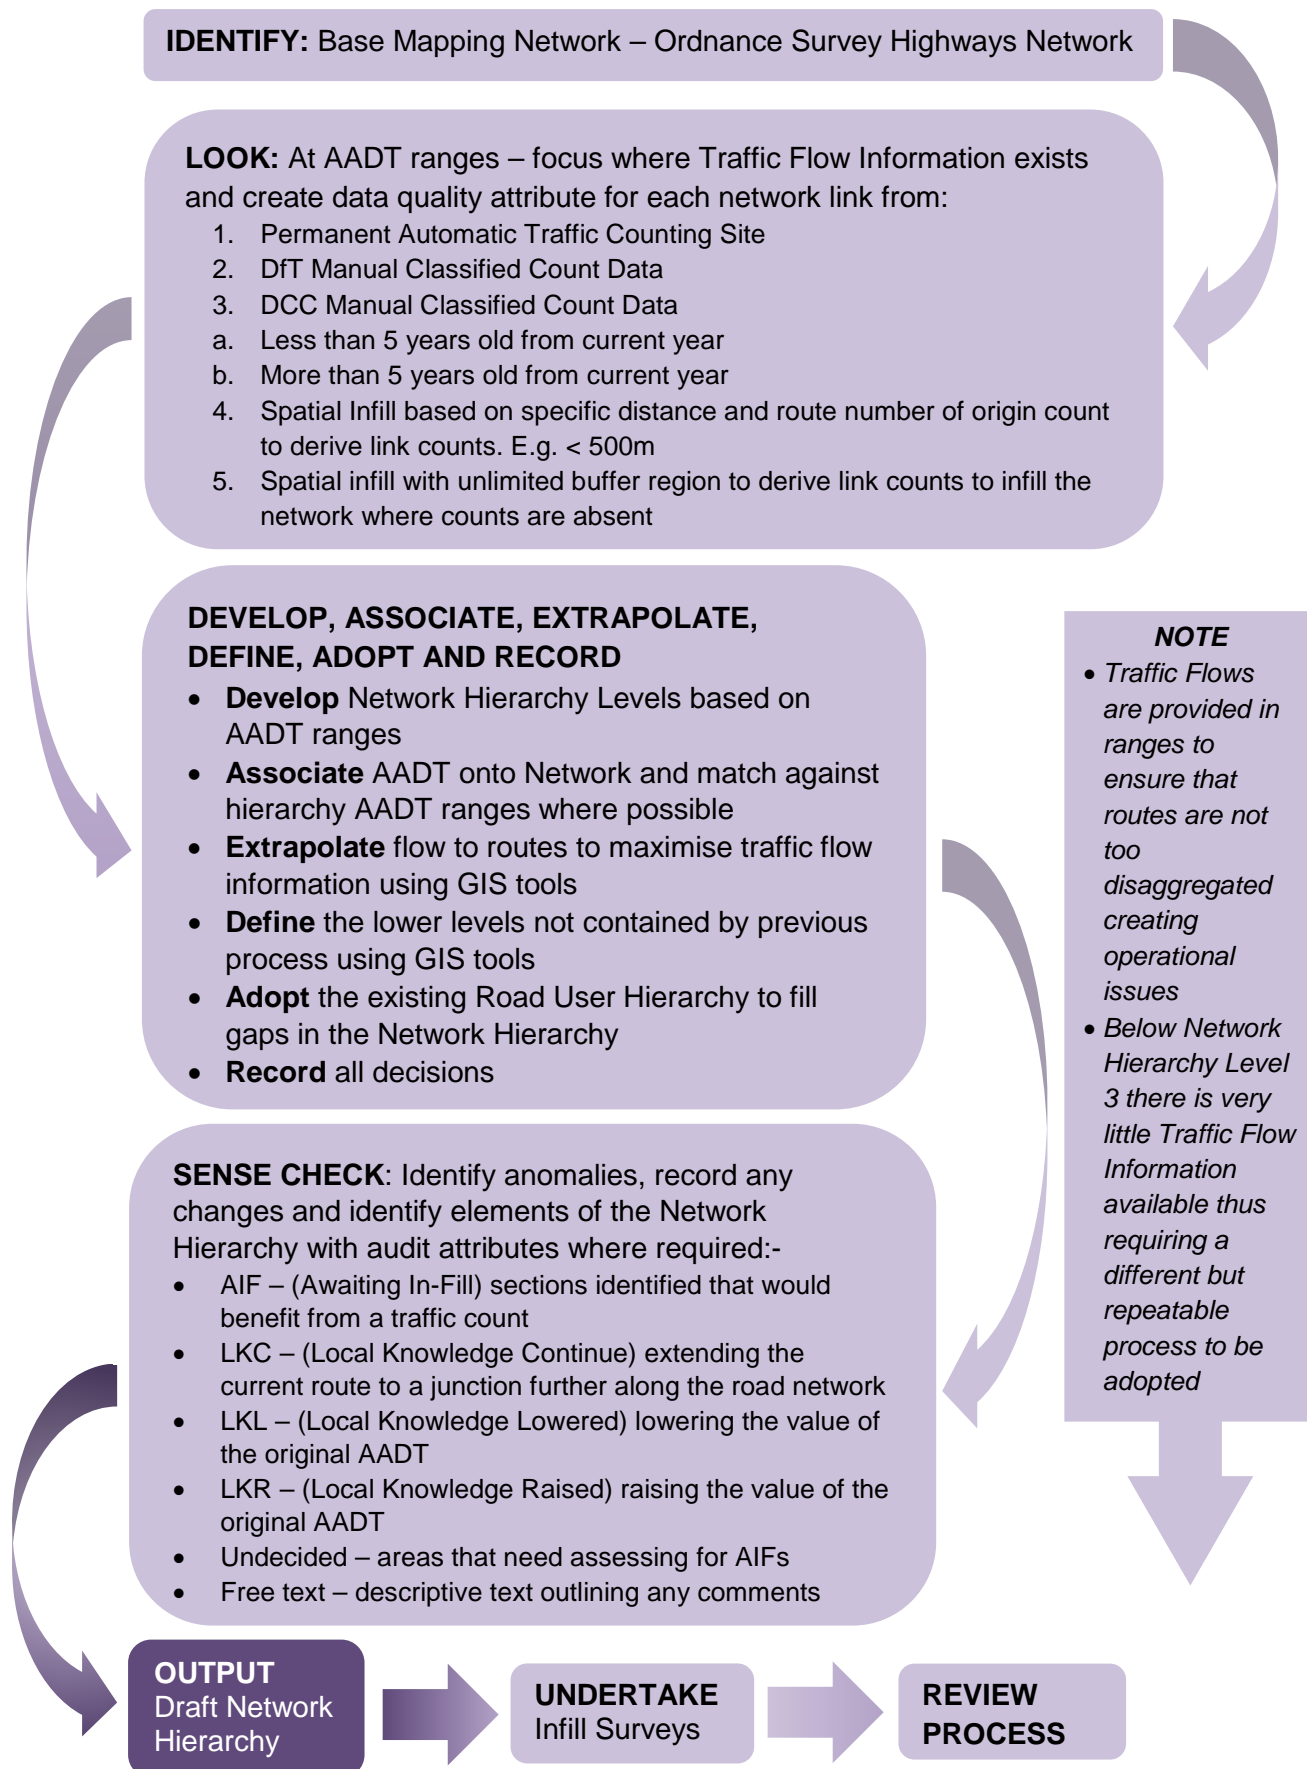 IDENTIFY: Base Mapping Network – Ordnance Survey Highways Network
LOOK: At AADT ranges – focus where Traffic Flow Information exists
and create data quality attribute for each network link from:
1. Permanent Automatic Traffic Counting Site
2. DfT Manual Classified Count Data
3. DCC Manual Classified Count Data
a. Less than 5 years old from current year
b. More than 5 years old from current year
4. Spatial Infill based on specific distance and route number of origin count
to derive link counts. E.g. < 500m
5. Spatial infill with unlimited buffer region to derive link counts to infill the
network where counts are absent
DEVELOP, ASSOCIATE, EXTRAPOLATE,
DEFINE, ADOPT AND RECORD
• Develop Network Hierarchy Levels based on
AADT ranges
• Associate AADT onto Network and match against
hierarchy AADT ranges where possible
• Extrapolate flow to routes to maximise traffic flow
information using GIS tools
• Define the lower levels not contained by previous
process using GIS tools
• Adopt the existing Road User Hierarchy to fill
gaps in the Network Hierarchy
• Record all decisions
NOTE
• Traffic Flows
are provided in
ranges to
ensure that
routes are not
too
disaggregated
creating
operational
issues
• Below Network
Hierarchy Level
3 there is very
little Traffic Flow
Information
available thus
requiring a
different but
repeatable
process to be
adopted
SENSE CHECK: Identify anomalies, record any
changes and identify elements of the Network
Hierarchy with audit attributes where required:-
• AIF – (Awaiting In-Fill) sections identified that would
benefit from a traffic count
• LKC – (Local Knowledge Continue) extending the
current route to a junction further along the road network
• LKL – (Local Knowledge Lowered) lowering the value of
the original AADT
• LKR – (Local Knowledge Raised) raising the value of the
original AADT
• Undecided – areas that need assessing for AIFs
• Free text – descriptive text outlining any comments
OUTPUT
Draft Network
Hierarchy
UNDERTAKE
Infill Surveys
REVIEW
PROCESS